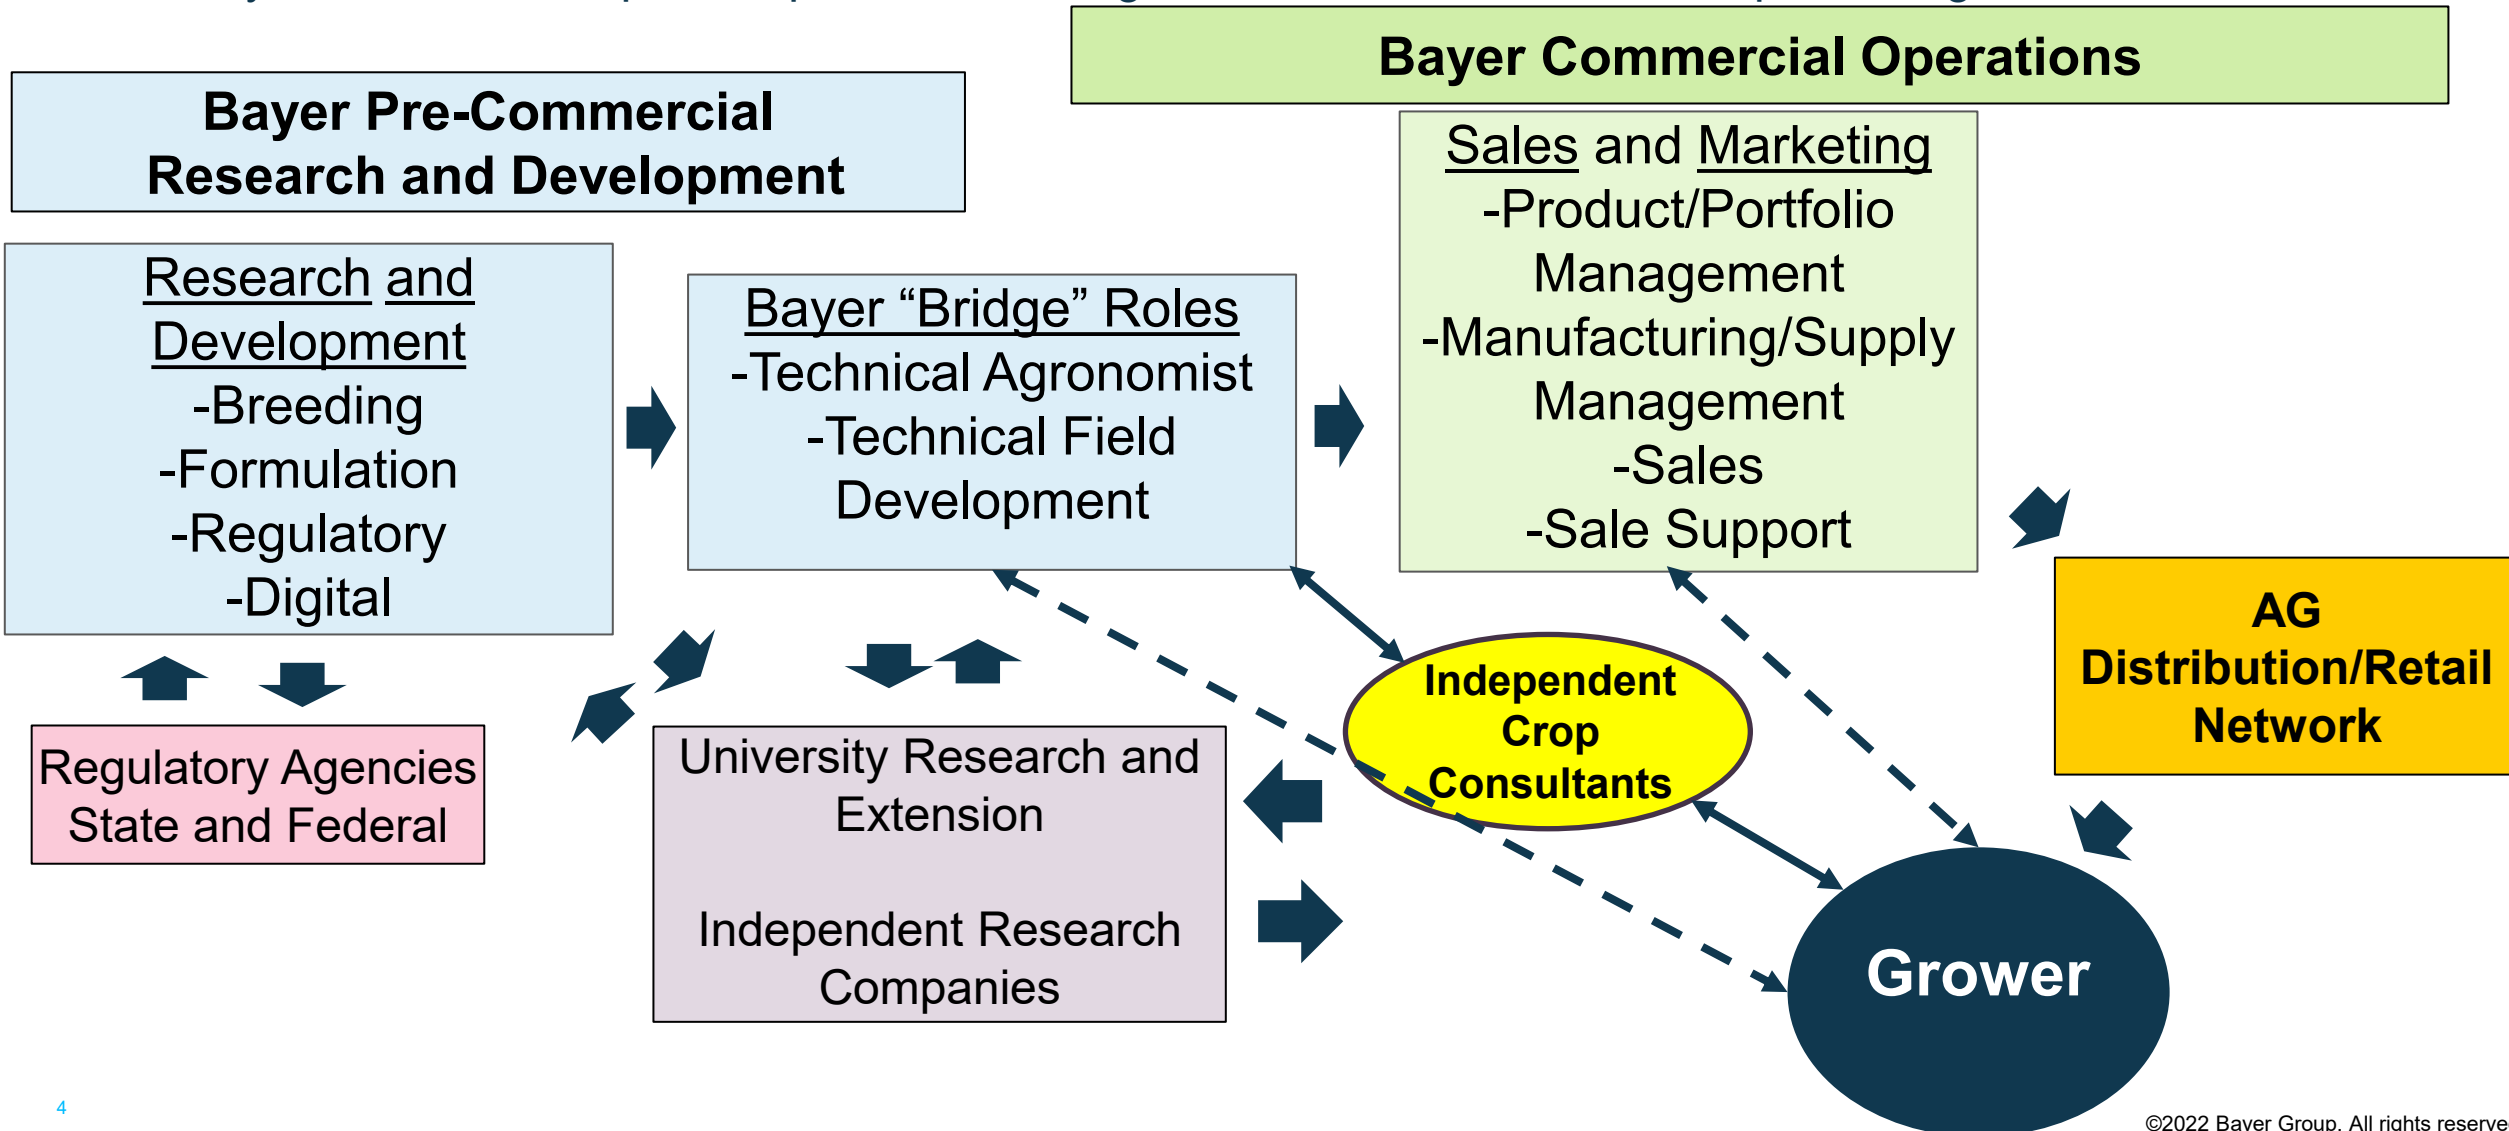 Bayer Commercial Operations
Bayer Pre-Commercial
Research and Development
Research and
Development
-Breeding
-Formulation
-Regulatory
-Digital
Bayer “Bridge” Roles
-Technical Agronomist
-Technical Field
Development
Sales and Marketing
-Product/Portfolio
Management
-Manufacturing/Supply
Management
-Sales
-Sale Support
AG
Distribution/Retail
Network
Independent
Crop
Consultants
Regulatory Agencies
State and Federal
University Research and
Extension
Independent Research
Companies
Grower
4
©2022 Bayer Group. All rights reserve